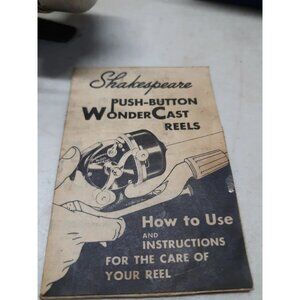 Shakespeare
PUSH-BUTTON
WONDERCAST
REELS
How to Use
AND
INSTRUCTIONS
FOR THE CARE OF
YOUR REEL